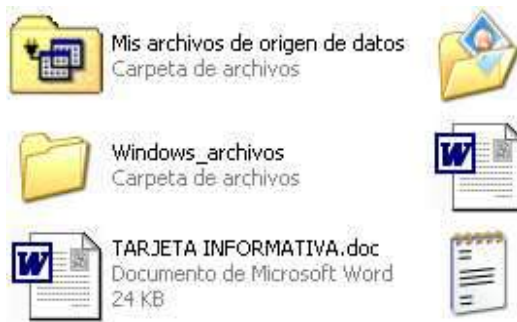 Mis archivos de origen de datos
Carpeta de archivos
Windows_archivos
Carpeta de archivos
TARJETA INFORMATIVA.doc
Documento de Microsoft Word
24 KB
W
W